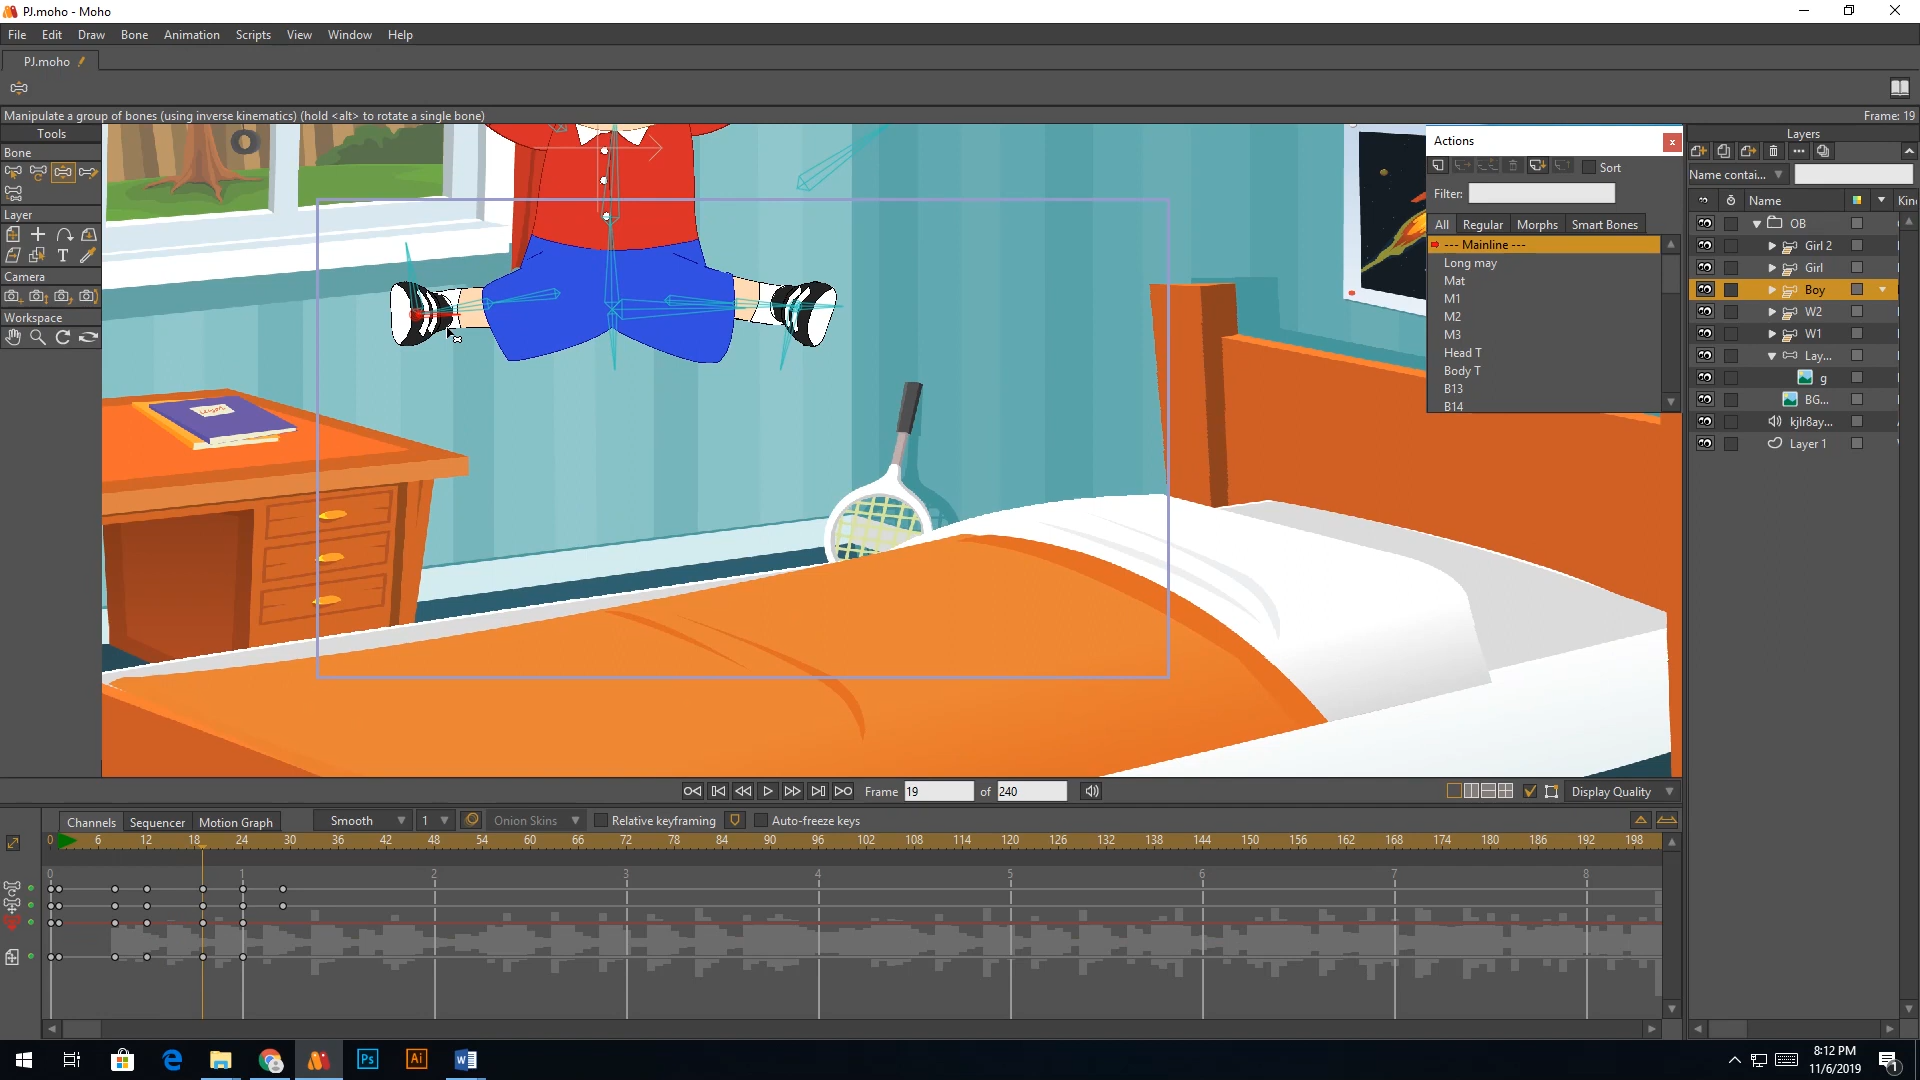 PJ.moho - Moho
File Edit Draw Bone Animation Scripts View Window Help
PJ.moho
Manipulate a group of bones (using inverse kinematics) (hold <alt> to rotate a single bone)
Frame: 19
Tools
Bone
Layer
Camera
Workspace
Actions
Sort
Filter:
All Regular Morphs Smart Bones
--- Mainline ---
Long may
Mat
M1
M2
M3
Head T
Body T
B13
B14
Layers
Name contai...
Name Kin
OB
Girl 2
Girl
Boy
W2
W1
Lay...
g
BG...
kjlr8ay...
Layer 1
Frame 19 of 240
Display Quality
Channels Sequencer Motion Graph Smooth 1 Onion Skins Relative keyframing Auto-freeze keys
0 6 12 18 24 30 36 42 48 54 60 66 72 78 84 90 96 102 108 114 120 126 132 138 144 150 156 162 168 174 180 186 192 198
0 1 2 3 4 5 6 7 8
Ps Ai W
8:12 PM
11/6/2019
1